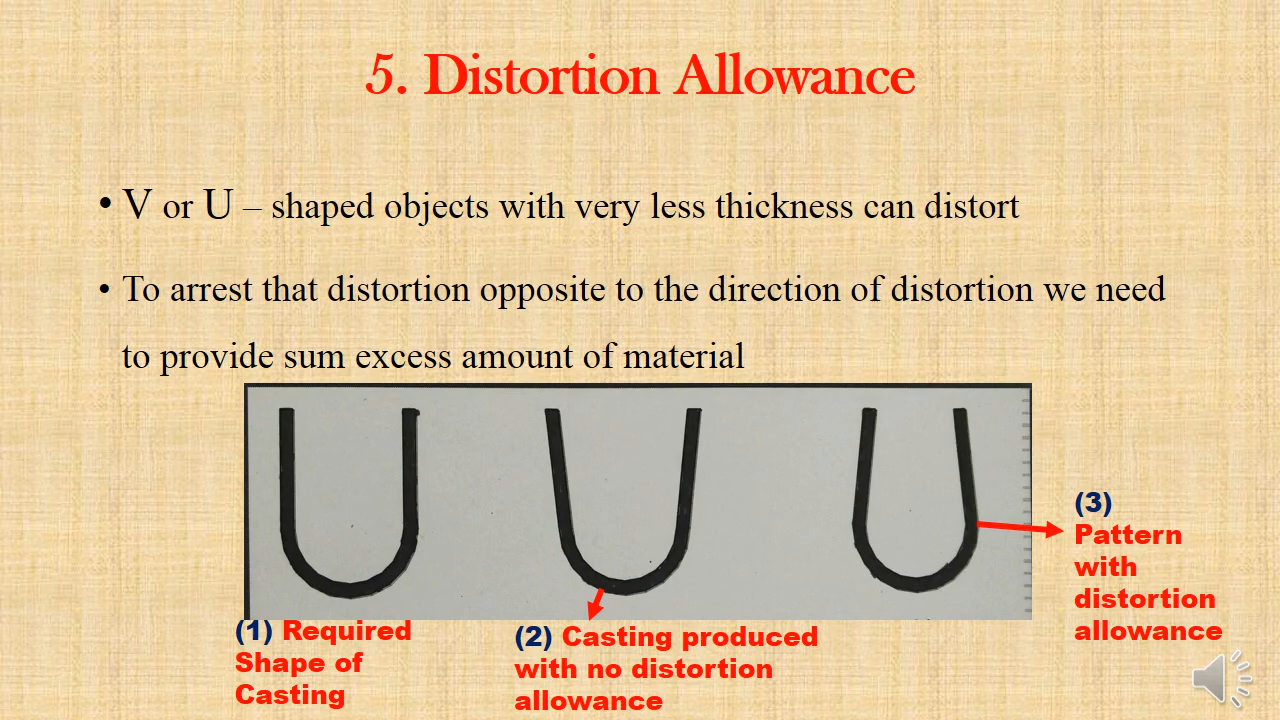 5. Distortion Allowance
• V or U – shaped objects with very less thickness can distort
• To arrest that distortion opposite to the direction of distortion we need
to provide sum excess amount of material
(1) Required
Shape of
Casting
(2) Casting produced
with no distortion
allowance
(3)
Pattern
with
distortion
allowance